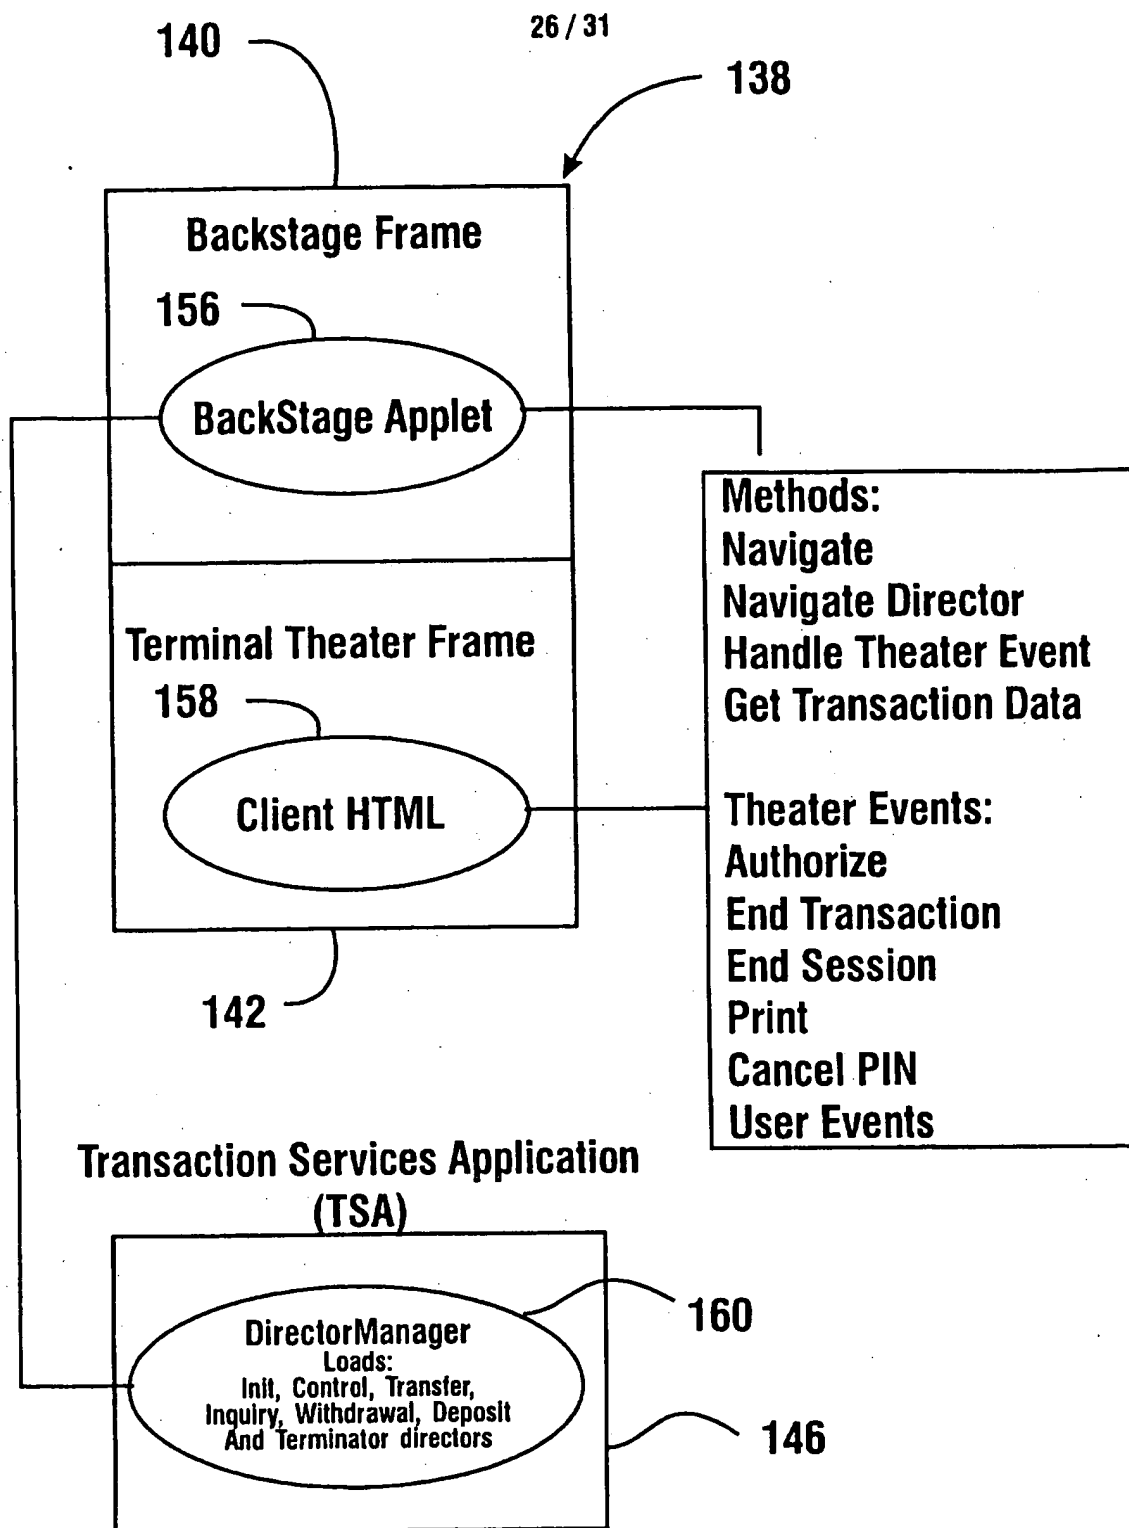 26 / 31
140
138
Backstage Frame
156
BackStage Applet
Methods:
Navigate
Navigate Director
Handle Theater Event
Get Transaction Data
Theater Events:
Authorize
End Transaction
End Session
Print
Cancel PIN
User Events
Terminal Theater Frame
158
Client HTML
142
Transaction Services Application
(TSA)
160
DirectorManager
Loads:
Init, Control, Transfer,
Inquiry, Withdrawal, Deposit
And Terminator directors
146